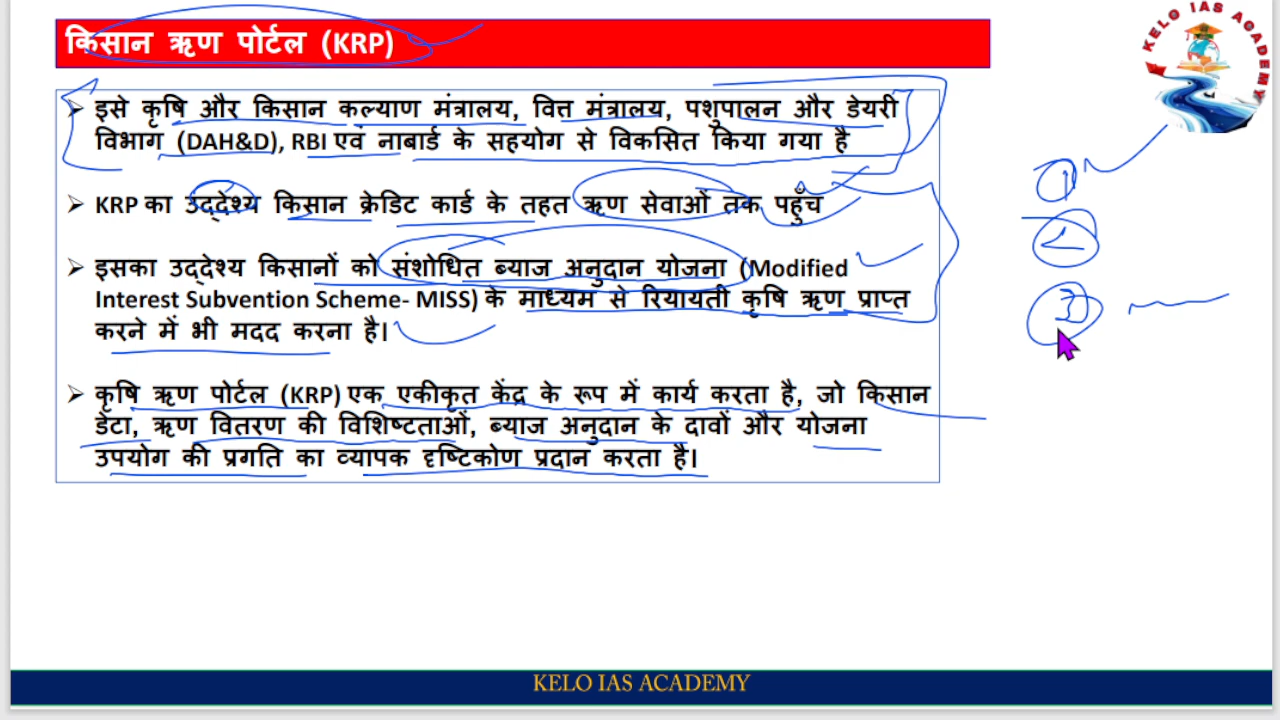 किसान ऋण पोर्टल (KRP)
KELO IAS ACADEMY
➢ इसे कृषि और किसान कल्याण मंत्रालय, वित्त मंत्रालय, पशुपालन और डेयरी
विभाग (DAH&D), RBI एवं नाबार्ड के सहयोग से विकसित किया गया है
➢ KRP का उद्देश्य किसान क्रेडिट कार्ड के तहत ऋण सेवाओं तक पहुँच
➢ इसका उद्देश्य किसानों को संशोधित ब्याज अनुदान योजना (Modified
Interest Subvention Scheme- MISS) के माध्यम से रियायती कृषि ऋण प्राप्त
करने में भी मदद करना है।
➢ कृषि ऋण पोर्टल (KRP) एक एकीकृत केंद्र के रूप में कार्य करता है, जो किसान
डेटा, ऋण वितरण की विशिष्टताओं, ब्याज अनुदान के दावों और योजना
उपयोग की प्रगति का व्यापक दृष्टिकोण प्रदान करता है।
1
2
3
KELO IAS ACADEMY